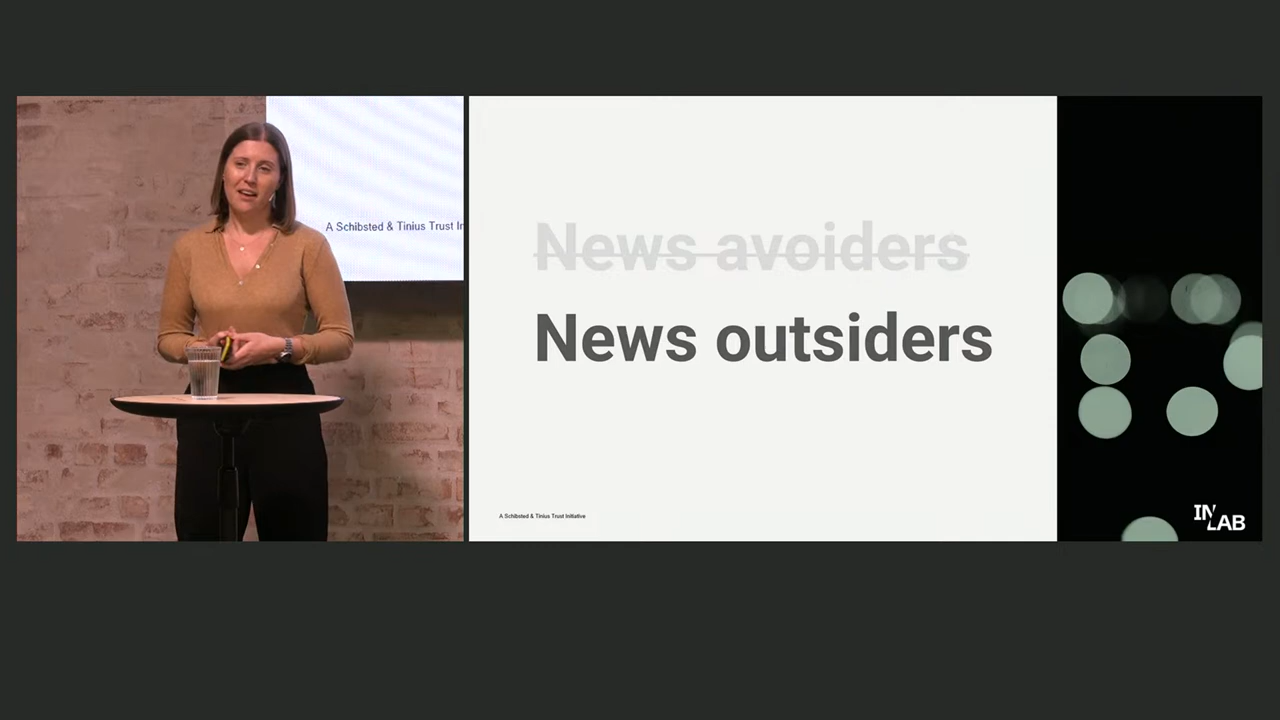 A Schibsted & Tinius Trust In
News avoiders
News outsiders
A Schibsted & Tinius Trust Initiative
IN
LAB